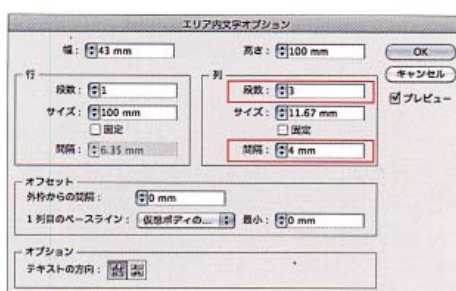 エリア内文字オプション
幅： 43 mm
高さ： 100 mm
OK
キャンセル
プレビュー
行
段数： 1
サイズ： 100 mm
固定
間隔： 6.35 mm
列
段数： 3
サイズ： 11.67 mm
固定
間隔： 4 mm
オフセット
外枠からの間隔： 0 mm
1 列目のベースライン： 仮想ボディの... 最小： 0 mm
オプション
テキストの方向：